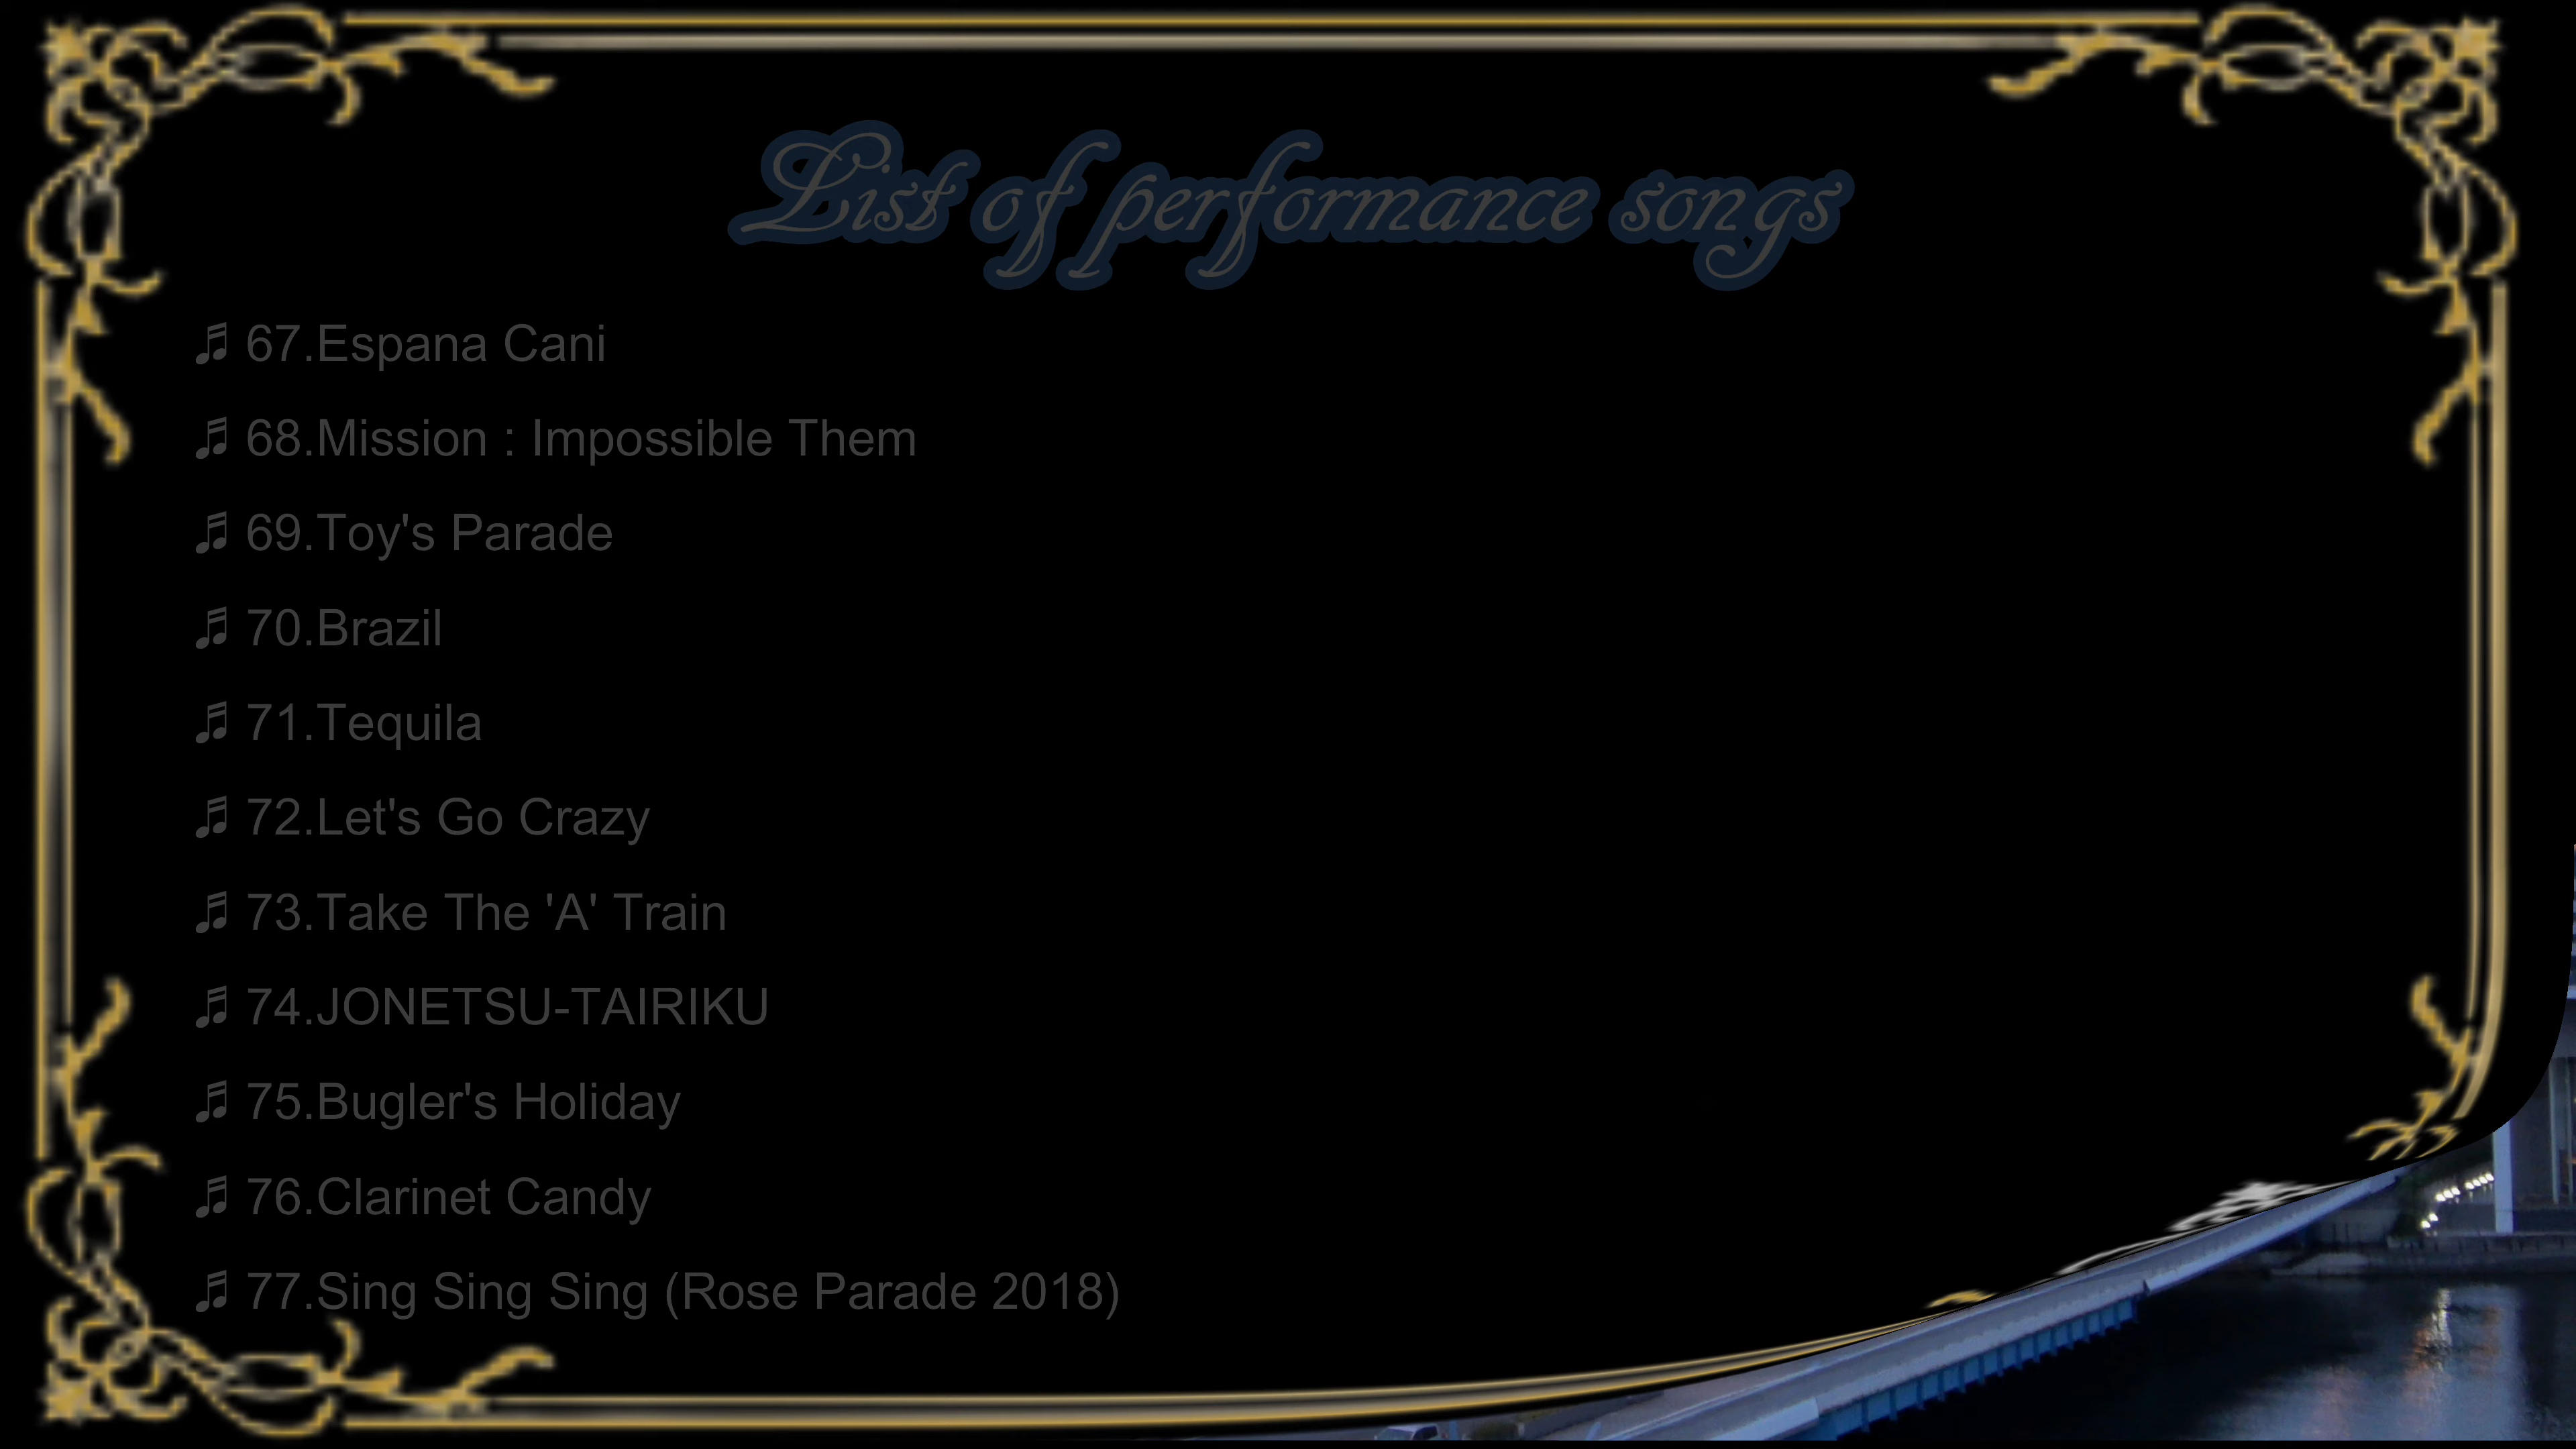 List of performance songs
♬ 67.Espana Cani
♬ 68.Mission : Impossible Them
♬ 69.Toy's Parade
♬ 70.Brazil
♬ 71.Tequila
♬ 72.Let's Go Crazy
♬ 73.Take The 'A' Train
♬ 74.JONETSU-TAIRIKU
♬ 75.Bugler's Holiday
♬ 76.Clarinet Candy
♬ 77.Sing Sing Sing (Rose Parade 2018)